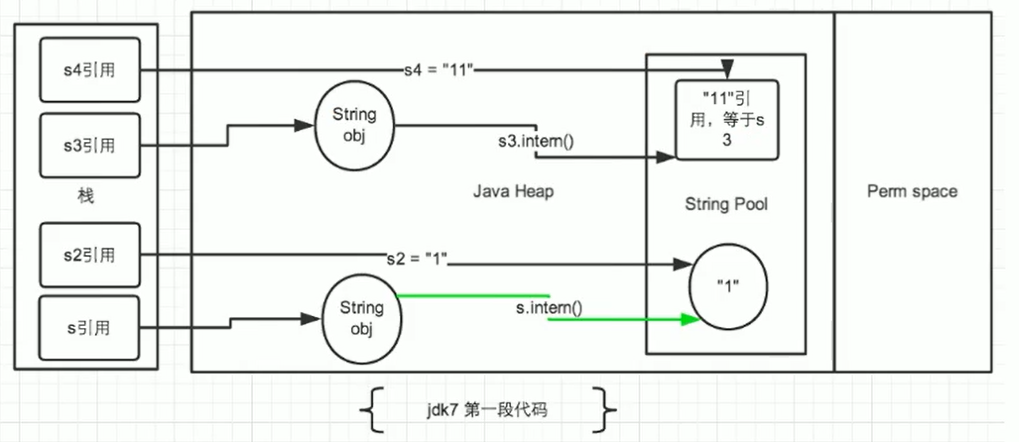 s4引用
s4 = "11"
"11"引
用，等于s
3
String
obj
s3引用
s3.intern()
栈
Java Heap
String Pool
Perm space
s2引用
s2 = "1"
"1"
String
obj
s.intern()
s引用
jdk7 第一段代码